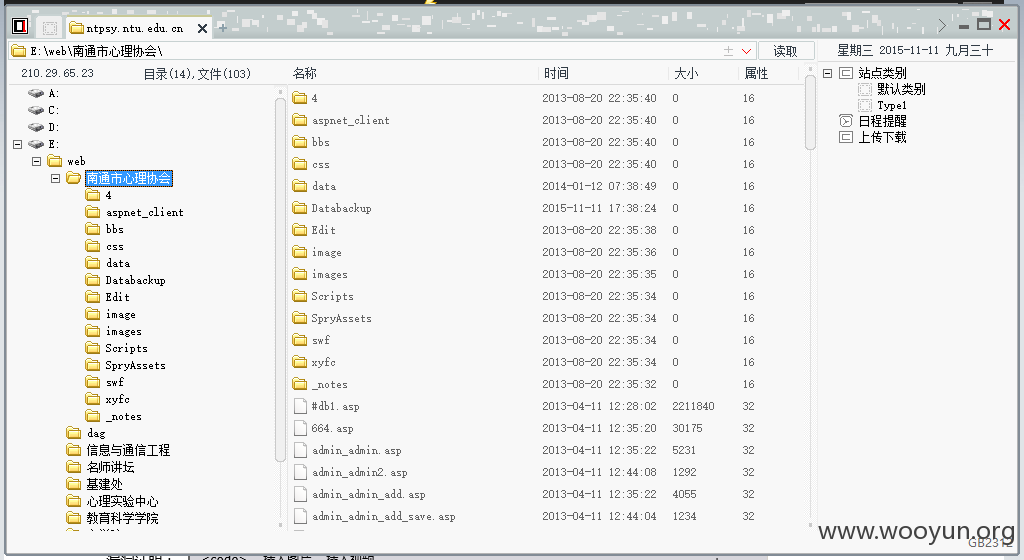 ntpsy.ntu.edu.cn
E:\web\南通市心理协会\
读取
星期三 2015-11-11 九月三十
210.29.65.23 目录(14),文件(103)
名称 时间 大小 属性
A:
C:
D:
E:
web
南通市心理协会
4
aspnet_client
bbs
css
data
Databackup
Edit
image
images
Scripts
SpryAssets
swf
xyfc
_notes
dag
信息与通信工程
名师讲坛
基建处
心理实验中心
教育科学学院
4 2013-08-20 22:35:40 0 16
aspnet_client 2013-08-20 22:35:40 0 16
bbs 2013-08-20 22:35:40 0 16
css 2013-08-20 22:35:40 0 16
data 2014-01-12 07:38:49 0 16
Databackup 2015-11-11 17:38:24 0 16
Edit 2013-08-20 22:35:38 0 16
image 2013-08-20 22:35:36 0 16
images 2013-08-20 22:35:35 0 16
Scripts 2013-08-20 22:35:34 0 16
SpryAssets 2013-08-20 22:35:34 0 16
swf 2013-08-20 22:35:34 0 16
xyfc 2013-08-20 22:35:34 0 16
_notes 2013-08-20 22:35:32 0 16
#db1.asp 2013-04-11 12:28:02 2211840 32
664.asp 2013-04-11 12:35:20 30175 32
admin_admin.asp 2013-04-11 12:35:22 5231 32
admin_admin2.asp 2013-04-11 12:44:08 1292 32
admin_admin_add.asp 2013-04-11 12:35:22 4055 32
admin_admin_add_save.asp 2013-04-11 12:44:04 1234 32
站点类别
默认类别
Type1
日程提醒
上传下载
www.wooyun.org
GB2312